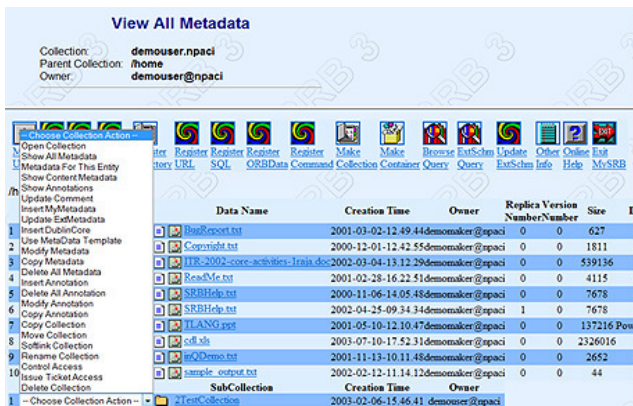 View All Metadata
Collection: demouser.npaci
Parent Collection: /home
Owner: demouser@npaci
Register URL
Register SQL
Register ORBData
Register Command
Make Collection
Make Container
Browse Query
ExtSchm Query
Update ExtSchm
Other Info
Online Help
Exit MySRB
-- Choose Collection Action --
Open Collection
Show All Metadata
Metadata For This Entity
Show Content Metadata
Show Annotations
Update Comment
Insert MyMetadata
Update ExtMetadata
Insert DublinCore
Use MetaData Template
Modify Metadata
Copy Metadata
Delete All Metadata
Insert Annotation
Delete All Annotation
Modify Annotation
Copy Annotation
Copy Collection
Move Collection
Softlink Collection
Rename Collection
Control Access
Issue Ticket Access
Delete Collection
Data Name Creation Time Owner Replica Number Version Number Size
1 BugReport.txt 2001-03-02-12.49.44 demomaker@npaci 0 0 627
2 Copyright.txt 2000-12-01-12.42.55 demomaker@npaci 0 0 1811
3 ITR-2002-core-activities-1raja.doc 2002-03-04-13.12.29 demomaker@npaci 0 0 539136
4 ReadMe.txt 2001-02-28-16.22.51 demomaker@npaci 0 0 4115
5 SRBHelp.txt 2000-11-06-14.05.48 demomaker@npaci 0 0 7678
6 SRBHelp.txt 2002-04-25-09.34.34 demomaker@npaci 1 0 7678
7 TLANG.ppt 2001-05-10-12.10.47 demomaker@npaci 0 0 137216 Pow
8 cdl.xls 2003-07-10-17.52.31 demomaker@npaci 0 0 2326016
9 inQDemo.txt 2001-11-13-10.11.48 demomaker@npaci 0 0 2652
10 sample_output.txt 2002-02-12-11.14.12 demomaker@npaci 0 0 44
SubCollection Creation Time Owner
1 -- Choose Collection Action -- 2TestCollection 2003-02-06-15.46.41 demouser@npaci